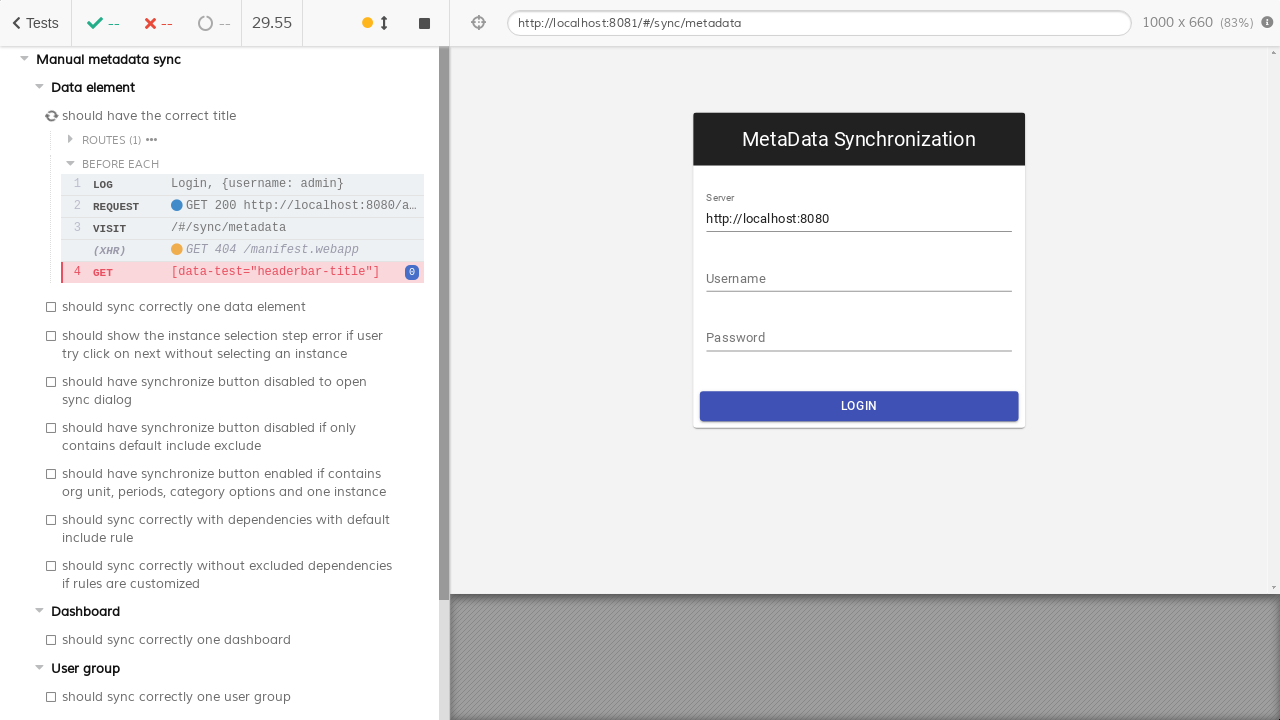 Tests
--
--
--
29.55
http://localhost:8081/#/sync/metadata
1000 x 660 (83%)
Manual metadata sync
Data element
should have the correct title
ROUTES (1)
BEFORE EACH
1 LOG Login, {username: admin}
2 REQUEST GET 200 http://localhost:8080/a…
3 VISIT /#/sync/metadata
(XHR) GET 404 /manifest.webapp
4 GET [data-test="headerbar-title"] 0
should sync correctly one data element
should show the instance selection step error if user
try click on next without selecting an instance
should have synchronize button disabled to open
sync dialog
should have synchronize button disabled if only
contains default include exclude
should have synchronize button enabled if contains
org unit, periods, category options and one instance
should sync correctly with dependencies with default
include rule
should sync correctly without excluded dependencies
if rules are customized
Dashboard
should sync correctly one dashboard
User group
should sync correctly one user group
MetaData Synchronization
Server
http://localhost:8080
Username
Password
LOGIN